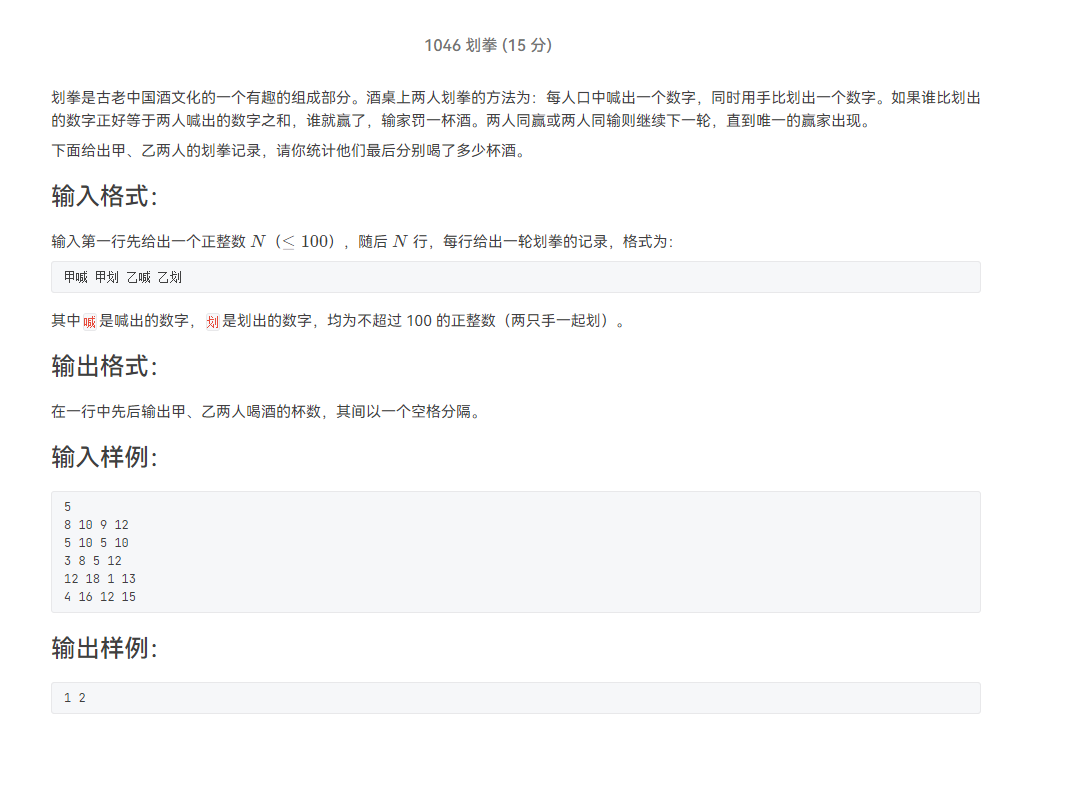 1046 划拳 (15 分)
划拳是古老中国酒文化的一个有趣的组成部分。酒桌上两人划拳的方法为：每人口中喊出一个数字，同时用手比划出一个数字。如果谁比划出
的数字正好等于两人喊出的数字之和，谁就赢了，输家罚一杯酒。两人同赢或两人同输则继续下一轮，直到唯一的赢家出现。
下面给出甲、乙两人的划拳记录，请你统计他们最后分别喝了多少杯酒。
输入格式：
输入第一行先给出一个正整数 N（≤ 100），随后 N 行，每行给出一轮划拳的记录，格式为：
甲喊 甲划 乙喊 乙划
其中喊是喊出的数字，划是划出的数字，均为不超过 100 的正整数（两只手一起划）。
输出格式：
在一行中先后输出甲、乙两人喝酒的杯数，其间以一个空格分隔。
输入样例：
5
8 10 9 12
5 10 5 10
3 8 5 12
12 18 1 13
4 16 12 15
输出样例：
1 2